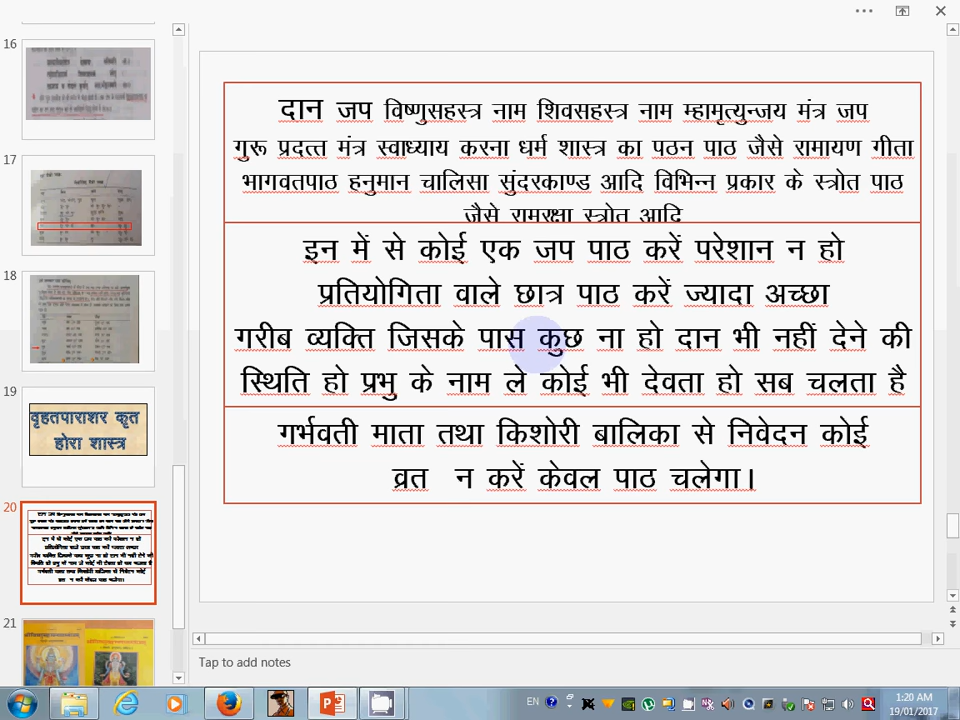 16
17
18
19
वृहतपाराशर कृत
होरा शास्त्र
20
21
दान जप विष्णुसहस्त्र नाम शिवसहस्त्र नाम म्हामृत्युन्जय मंत्र जप
गुरू प्रदत्त मंत्र स्वाध्याय करना धर्म शास्त्र का पठन पाठ जैसे रामायण गीता
भागवतपाठ हनुमान चालिसा सुंदरकाण्ड आदि विभिन्न प्रकार के स्त्रोत पाठ
जैसे रामरक्षा स्त्रोत आदि
इन में से कोई एक जप पाठ करें परेशान न हो
प्रतियोगिता वाले छात्र पाठ करें ज्यादा अच्छा
गरीब व्यक्ति जिसके पास कुछ ना हो दान भी नहीं देने की
स्थिति हो प्रभु के नाम ले कोई भी देवता हो सब चलता है
गर्भवती माता तथा किशोरी बालिका से निवेदन कोई
व्रत न करें केवल पाठ चलेगा।
Tap to add notes
EN
1:20 AM
19/01/2017